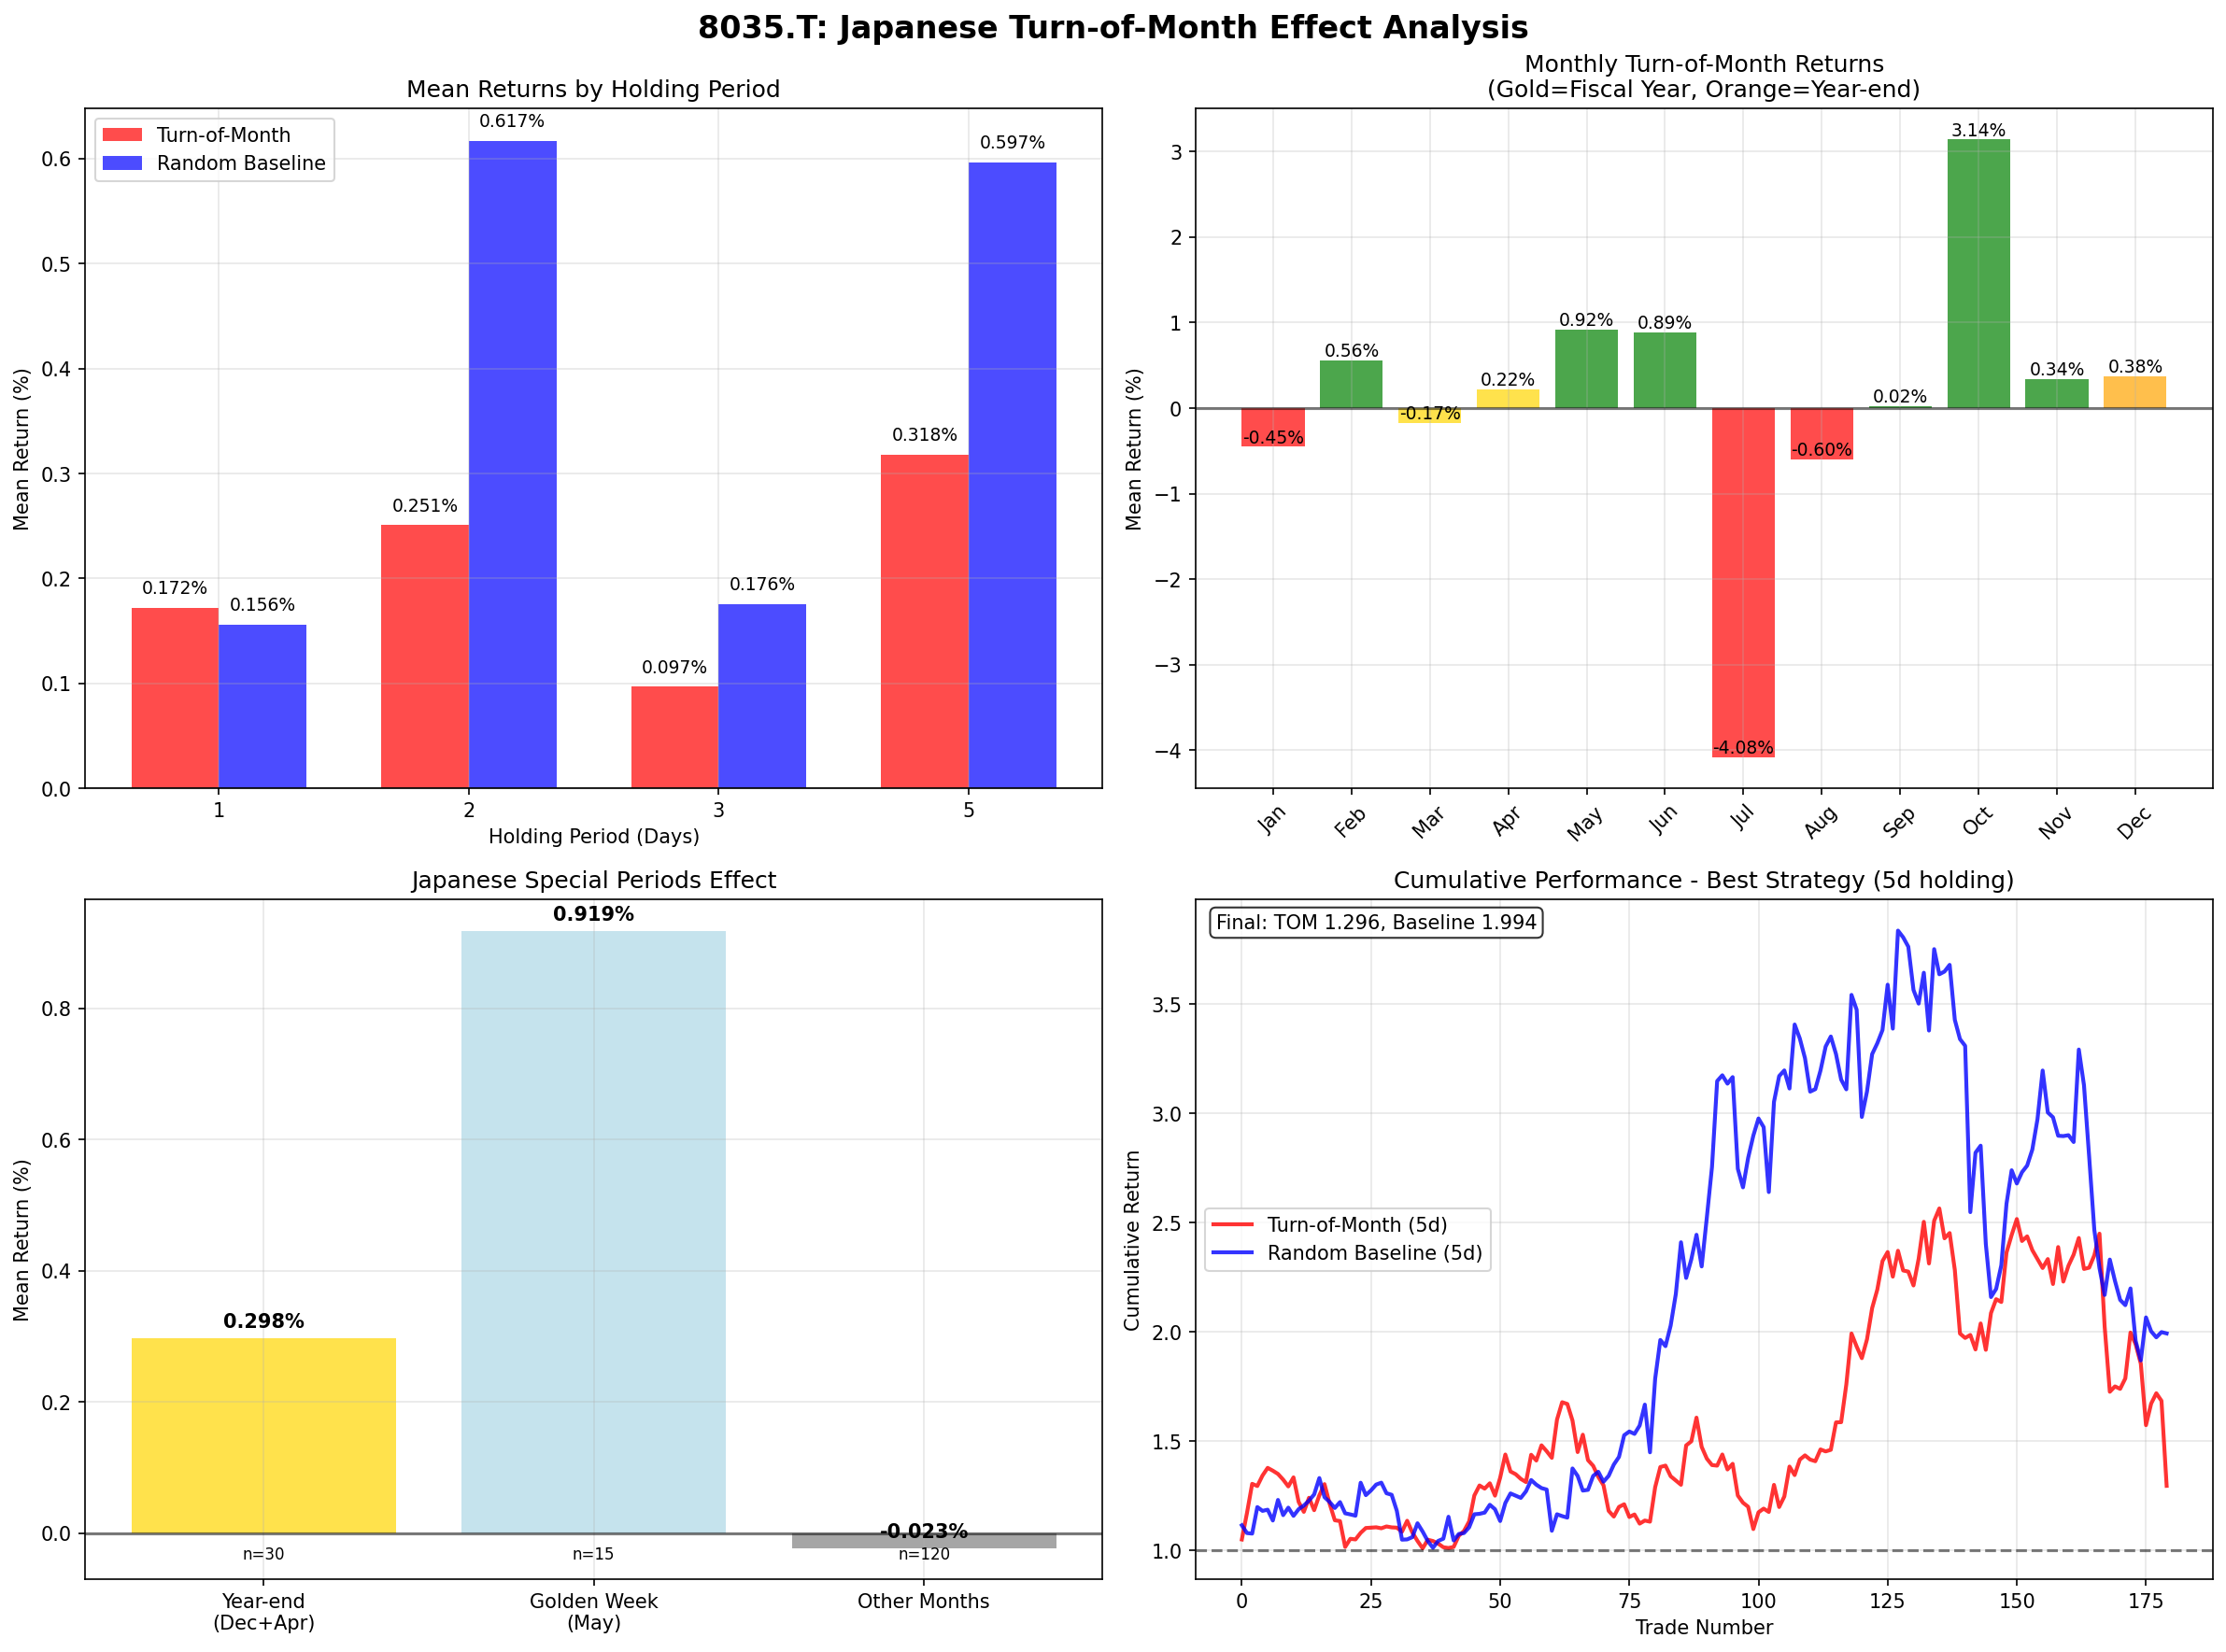 8035.T: Japanese Turn-of-Month Effect Analysis
Mean Returns by Holding Period
Turn-of-Month
Random Baseline
Mean Return (%)
0.6
0.5
0.4
0.3
0.2
0.1
0.0
0.172%
0.156%
0.251%
0.617%
0.097%
0.176%
0.318%
0.597%
1
2
3
5
Holding Period (Days)
Monthly Turn-of-Month Returns
(Gold=Fiscal Year, Orange=Year-end)
Mean Return (%)
3
2
1
0
−1
−2
−3
−4
-0.45%
0.56%
-0.17%
0.22%
0.92%
0.89%
-4.08%
-0.60%
0.02%
3.14%
0.34%
0.38%
Jan
Feb
Mar
Apr
May
Jun
Jul
Aug
Sep
Oct
Nov
Dec
Japanese Special Periods Effect
Mean Return (%)
0.8
0.6
0.4
0.2
0.0
0.298%
0.919%
-0.023%
n=30
n=15
n=120
Year-end
(Dec+Apr)
Golden Week
(May)
Other Months
Cumulative Performance - Best Strategy (5d holding)
Final: TOM 1.296, Baseline 1.994
Turn-of-Month (5d)
Random Baseline (5d)
Cumulative Return
3.5
3.0
2.5
2.0
1.5
1.0
0
25
50
75
100
125
150
175
Trade Number